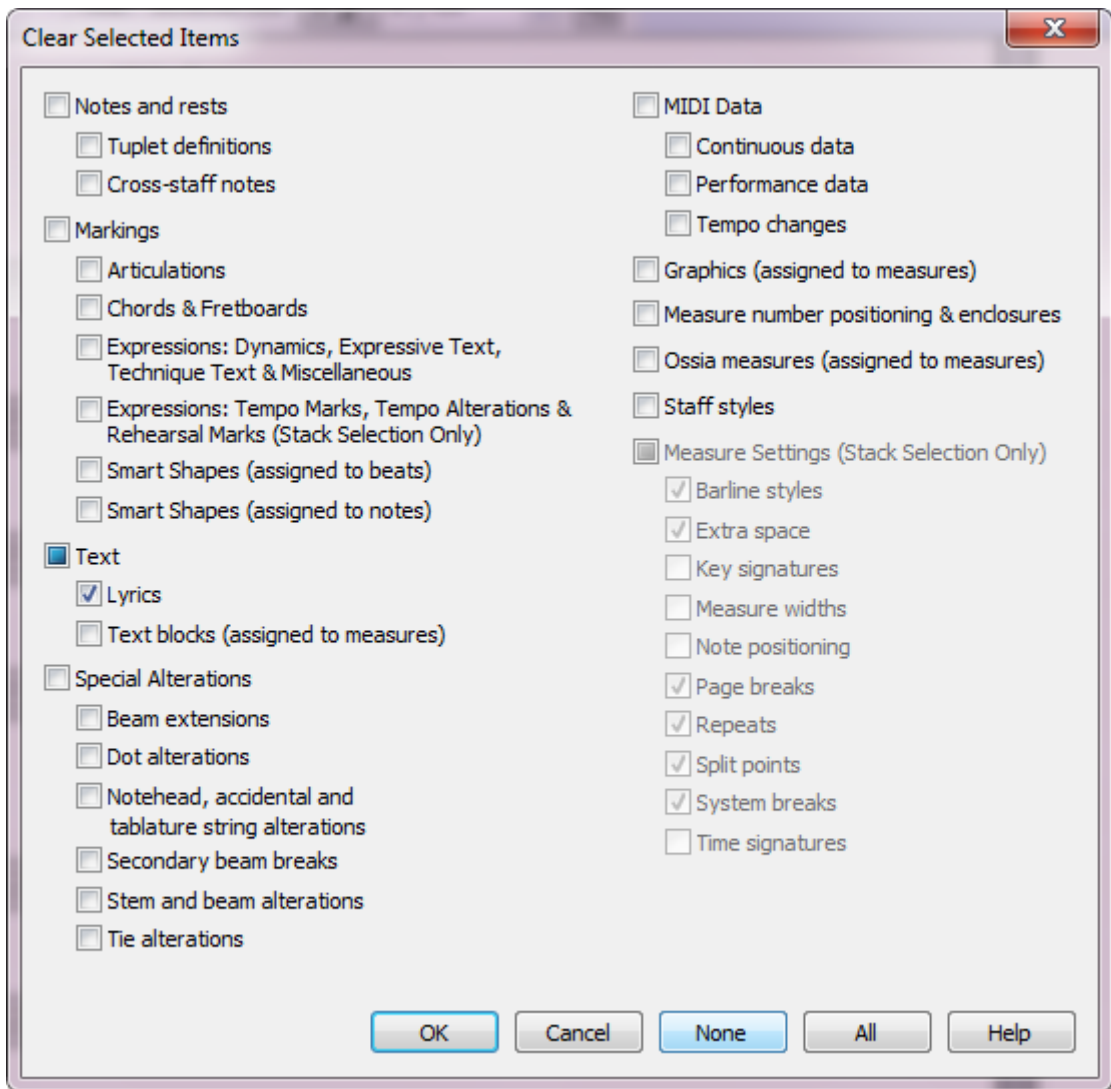 Clear Selected Items
Notes and rests
Tuplet definitions
Cross-staff notes
Markings
Articulations
Chords & Fretboards
Expressions: Dynamics, Expressive Text,
Technique Text & Miscellaneous
Expressions: Tempo Marks, Tempo Alterations &
Rehearsal Marks (Stack Selection Only)
Smart Shapes (assigned to beats)
Smart Shapes (assigned to notes)
Text
Lyrics
Text blocks (assigned to measures)
Special Alterations
Beam extensions
Dot alterations
Notehead, accidental and
tablature string alterations
Secondary beam breaks
Stem and beam alterations
Tie alterations
MIDI Data
Continuous data
Performance data
Tempo changes
Graphics (assigned to measures)
Measure number positioning & enclosures
Ossia measures (assigned to measures)
Staff styles
Measure Settings (Stack Selection Only)
Barline styles
Extra space
Key signatures
Measure widths
Note positioning
Page breaks
Repeats
Split points
System breaks
Time signatures
OK Cancel None All Help